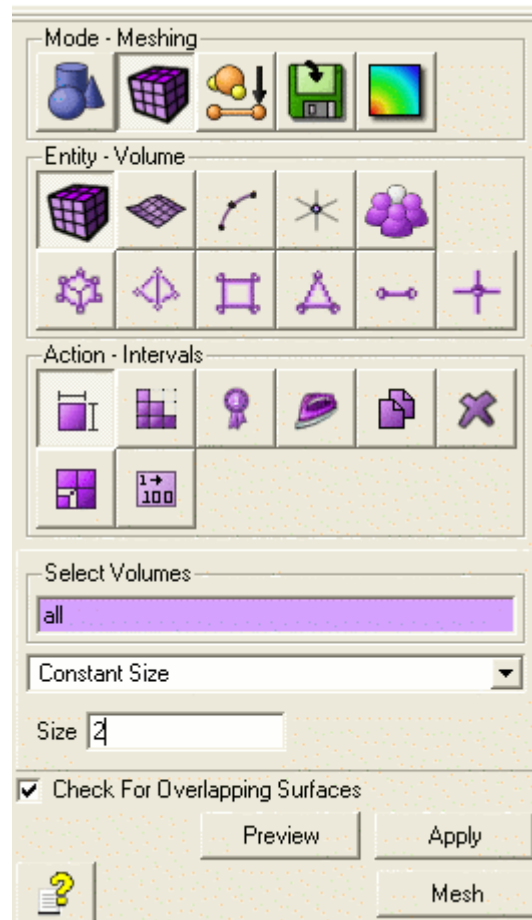 Mode - Meshing
Entity - Volume
Action - Intervals
1→
100
Select Volumes
all
Constant Size
Size 2
Check For Overlapping Surfaces
Preview Apply
Mesh